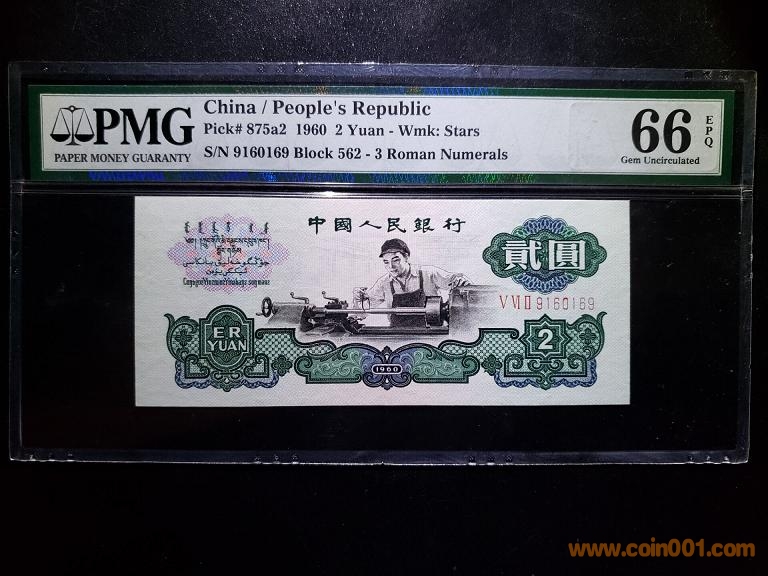 PMG
PAPER MONEY GUARANTY
China / People's Republic
Pick# 875a2 1960 2 Yuan - Wmk: Stars
S/N 9160169 Block 562 - 3 Roman Numerals
66 EPQ
Gem Uncirculated
中國人民銀行
貳圓
V VI II 9160169
ER
YUAN
1960
2
www.coin001.com